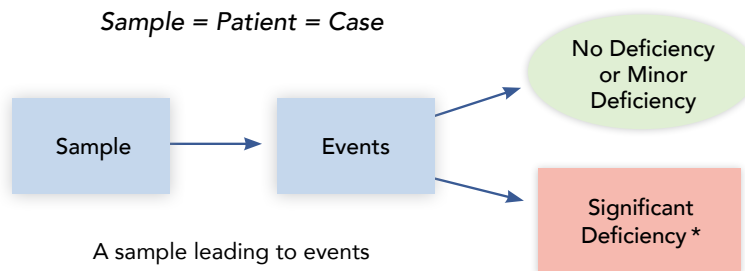 Sample = Patient = Case
No Deficiency
or Minor
Deficiency
Sample
Events
Significant
Deficiency *
A sample leading to events